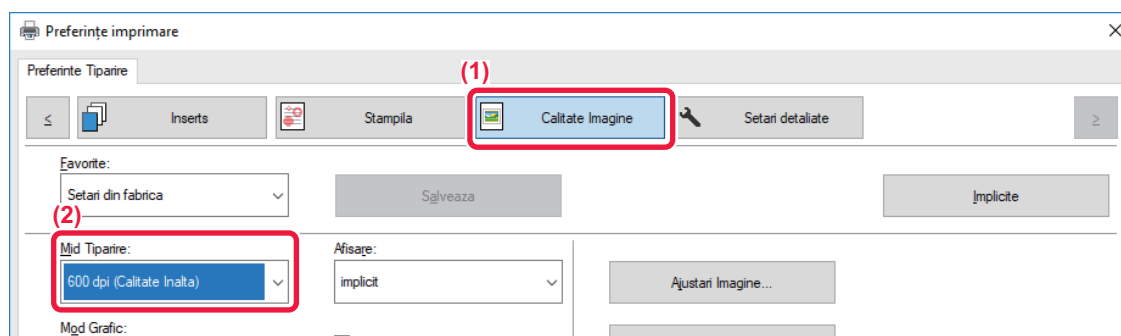 Preferințe imprimare
Preferinte Tiparire
(1)
< Inserts Stampila Calitate Imagine Setari detaliate >
Favorite:
Setari din fabrica Salveaza Implicite
(2)
Mid Tiparire: Afisare:
600 dpi (Calitate Inalta) implicit Ajustari Imagine...
Mod Grafic: